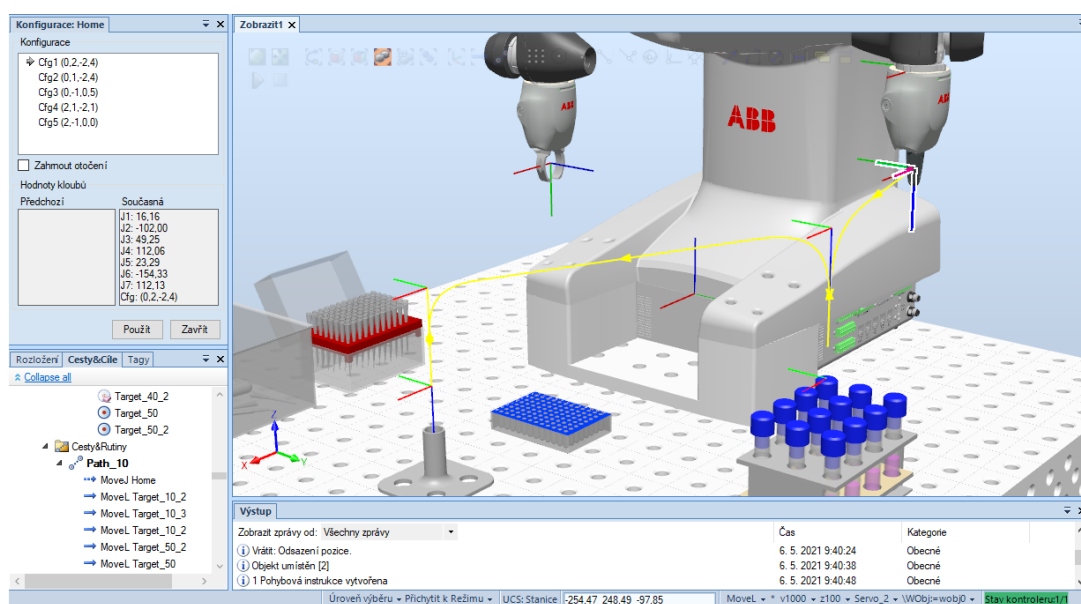 Konfigurace: Home
Konfigurace
Cfg1 (0,2,-2,4)
Cfg2 (0,1,-2,4)
Cfg3 (0,-1,0,5)
Cfg4 (2,1,-2,1)
Cfg5 (2,-1,0,0)
Zahrnout otočení
Hodnoty kloubů
Předchozí
Současná
J1: 16,16
J2: -102,00
J3: 49,25
J4: 112,06
J5: 23,29
J6: -154,33
J7: 112,13
Cfg: (0,2,-2,4)
Použít Zavřít
Rozložení Cesty&Cíle Tagy
Collapse all
Target_40_2
Target_50
Target_50_2
Cesty&Rutiny
Path_10
MoveJ Home
MoveL Target_10_2
MoveL Target_10_3
MoveL Target_10_2
MoveL Target_50_2
MoveL Target_50
Zobrazit1
ABB
ABB
ABB
Z
X
Y
Výstup
Zobrazit zprávy od: Všechny zprávy Čas Kategorie
Vrátit: Odsazení pozice. 6. 5. 2021 9:40:24 Obecné
Objekt umístěn [2] 6. 5. 2021 9:40:38 Obecné
1 Pohybová instrukce vytvořena 6. 5. 2021 9:40:48 Obecné
Úroveň výběru Přichytit k Režimu UCS: Stanice -254.47 248.49 -97.85 MoveL * v1000 z100 Servo_2 \WObj:=wobj0 Stav kontroleru:1/1